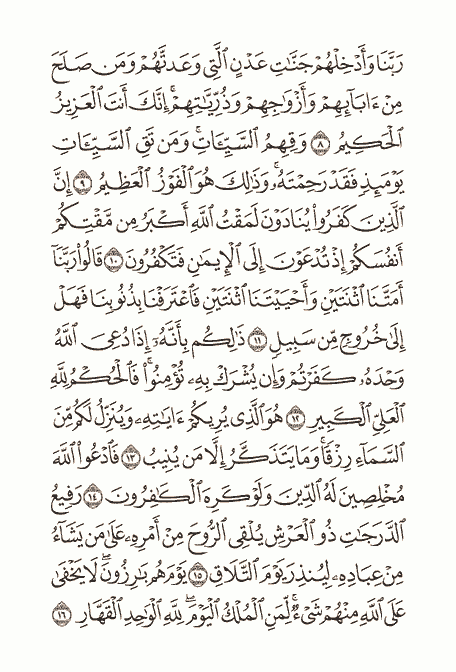 رَبَّنَا وَأَدْخِلْهُمْ جَنَّٰتِ عَدْنٍ ٱلَّتِى وَعَدتَّهُمْ وَمَن صَلَحَ
مِنْ ءَابَآئِهِمْ وَأَزْوَٰجِهِمْ وَذُرِّيَّٰتِهِمْ ۚ إِنَّكَ أَنتَ ٱلْعَزِيزُ
ٱلْحَكِيمُ ٨ وَقِهِمُ ٱلسَّيِّـَٔاتِ ۚ وَمَن تَقِ ٱلسَّيِّـَٔاتِ
يَوْمَئِذٍ فَقَدْ رَحِمْتَهُۥ ۚ وَذَٰلِكَ هُوَ ٱلْفَوْزُ ٱلْعَظِيمُ ٩ إِنَّ
ٱلَّذِينَ كَفَرُوا۟ يُنَادَوْنَ لَمَقْتُ ٱللَّهِ أَكْبَرُ مِن مَّقْتِكُمْ
أَنفُسَكُمْ إِذْ تُدْعَوْنَ إِلَى ٱلْإِيمَٰنِ فَتَكْفُرُونَ ١٠ قَالُوا۟ رَبَّنَآ
أَمَتَّنَا ٱثْنَتَيْنِ وَأَحْيَيْتَنَا ٱثْنَتَيْنِ فَٱعْتَرَفْنَا بِذُنُوبِنَا فَهَلْ
إِلَىٰ خُرُوجٍ مِّن سَبِيلٍ ١١ ذَٰلِكُم بِأَنَّهُۥٓ إِذَا دُعِىَ ٱللَّهُ
وَحْدَهُۥ كَفَرْتُمْ وَإِن يُشْرَكْ بِهِۦ تُؤْمِنُوا۟ ۚ فَٱلْحُكْمُ لِلَّهِ
ٱلْعَلِىِّ ٱلْكَبِيرِ ١٢ هُوَ ٱلَّذِى يُرِيكُمْ ءَايَٰتِهِۦ وَيُنَزِّلُ لَكُم مِّنَ
ٱلسَّمَآءِ رِزْقًا ۚ وَمَا يَتَذَكَّرُ إِلَّا مَن يُنِيبُ ١٣ فَٱدْعُوا۟ ٱللَّهَ
مُخْلِصِينَ لَهُ ٱلدِّينَ وَلَوْ كَرِهَ ٱلْكَٰفِرُونَ ١٤ رَفِيعُ
ٱلدَّرَجَٰتِ ذُو ٱلْعَرْشِ يُلْقِى ٱلرُّوحَ مِنْ أَمْرِهِۦ عَلَىٰ مَن يَشَآءُ
مِنْ عِبَادِهِۦ لِيُنذِرَ يَوْمَ ٱلتَّلَاقِ ١٥ يَوْمَ هُم بَٰرِزُونَ ۖ لَا يَخْفَىٰ
عَلَى ٱللَّهِ مِنْهُمْ شَىْءٌ ۚ لِّمَنِ ٱلْمُلْكُ ٱلْيَوْمَ ۖ لِلَّهِ ٱلْوَٰحِدِ ٱلْقَهَّارِ ١٦